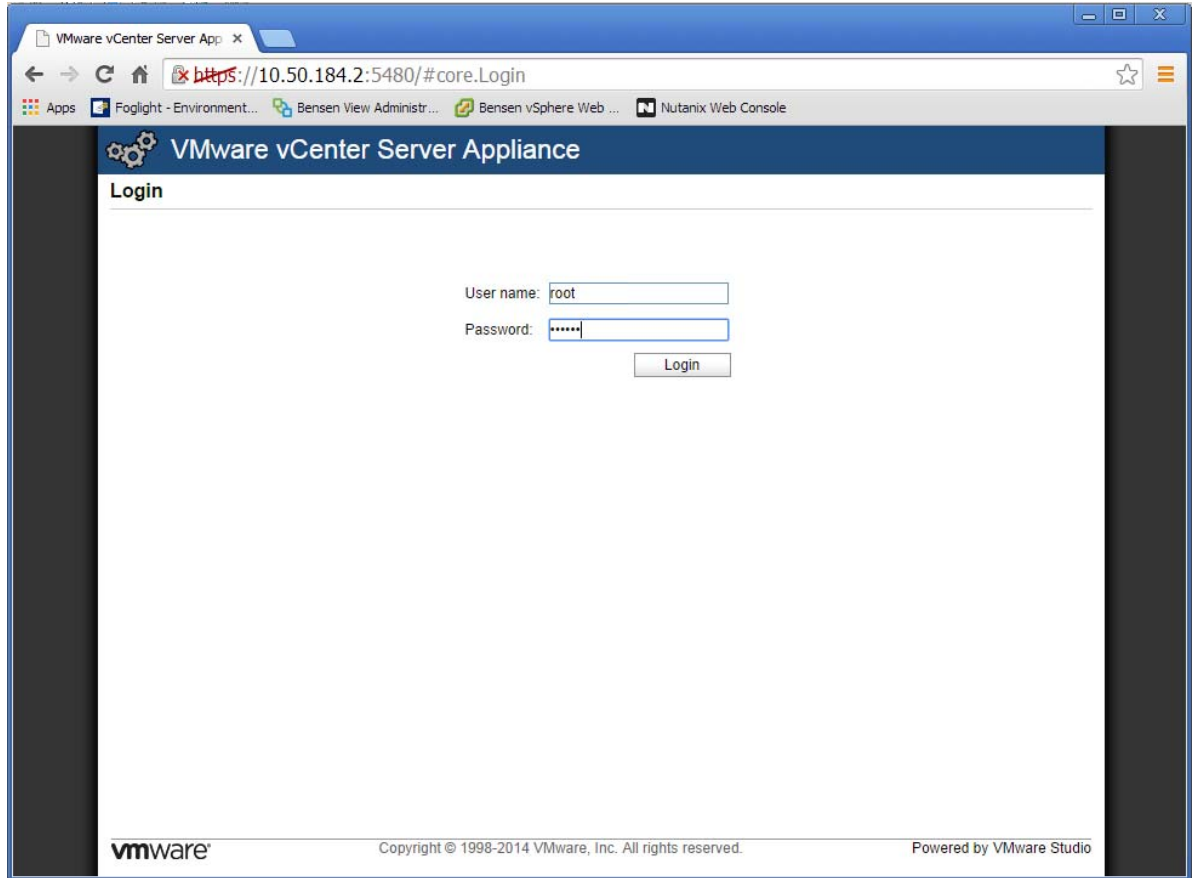 VMware vCenter Server App
https://10.50.184.2:5480/#core.Login
Apps Foglight - Environment... Bensen View Administr... Bensen vSphere Web ... Nutanix Web Console
VMware vCenter Server Appliance
Login
User name: root
Password: ••••••
Login
vmware Copyright © 1998-2014 VMware, Inc. All rights reserved. Powered by VMware Studio